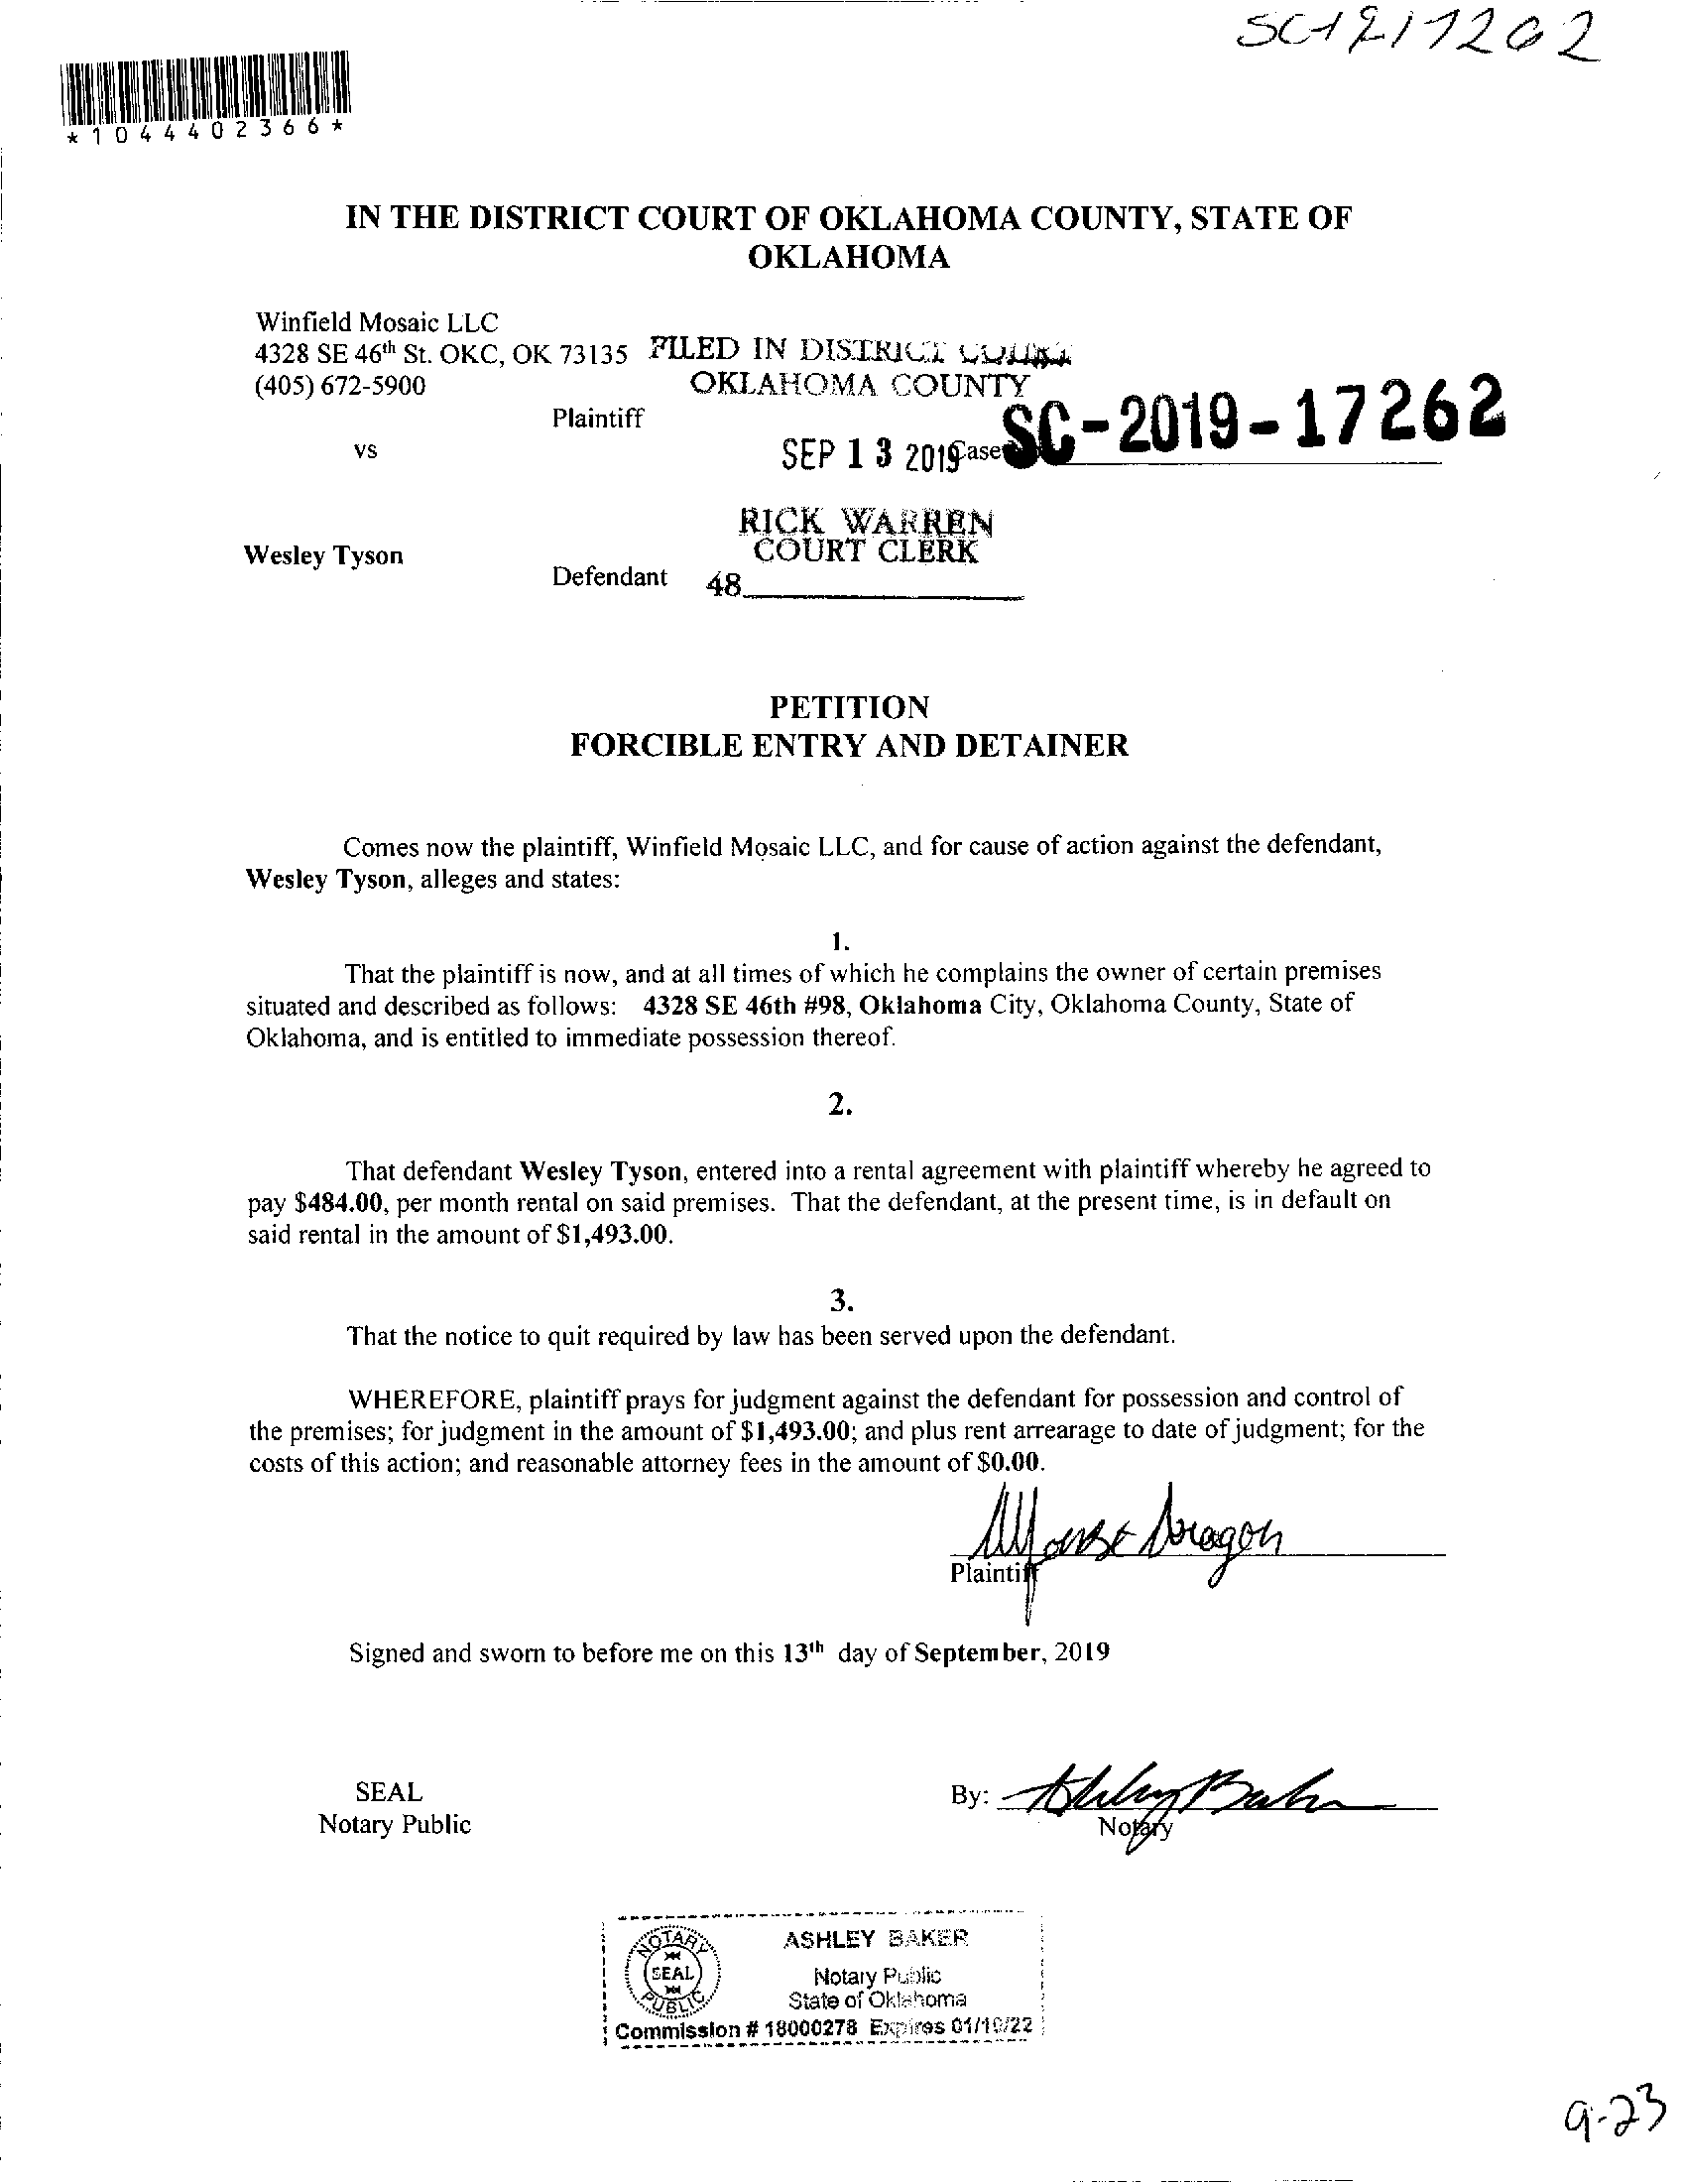 *1044402366*
IN THE DISTRICT COURT OF OKLAHOMA COUNTY, STATE OF
OKLAHOMA
Winfield Mosaic LLC
4328 SE 46th St. OKC, OK 73135
FILED IN DISTRICT COURT
(405) 672-5900
OKLAHOMA COUNTY
Plaintiff
SC-2019-17262
vs
SEP 13 2019
Case
RICK WARREN
COURT CLERK
Wesley Tyson
Defendant
48
PETITION
FORCIBLE ENTRY AND DETAINER
Comes now the plaintiff, Winfield Mosaic LLC, and for cause of action against the defendant,
Wesley Tyson, alleges and states:
1.
That the plaintiff is now, and at all times of which he complains the owner of certain premises
situated and described as follows: 4328 SE 46th #98, Oklahoma City, Oklahoma County, State of
Oklahoma, and is entitled to immediate possession thereof.
2.
That defendant Wesley Tyson, entered into a rental agreement with plaintiff whereby he agreed to
pay $484.00, per month rental on said premises. That the defendant, at the present time, is in default on
said rental in the amount of $1,493.00.
3.
That the notice to quit required by law has been served upon the defendant.
WHEREFORE, plaintiff prays for judgment against the defendant for possession and control of
the premises; for judgment in the amount of $1,493.00; and plus rent arrearage to date of judgment; for the
costs of this action; and reasonable attorney fees in the amount of $0.00.
Aragon
Plaintiff
Signed and sworn to before me on this 13th day of September, 2019
SEAL
Notary Public
By: Ashley Baker
Notary
NOTARY
SEAL
PUBLIC
ASHLEY BAKER
Notary Public
State of Oklahoma
Commission # 18000278 Expires 01/10/22
9-23